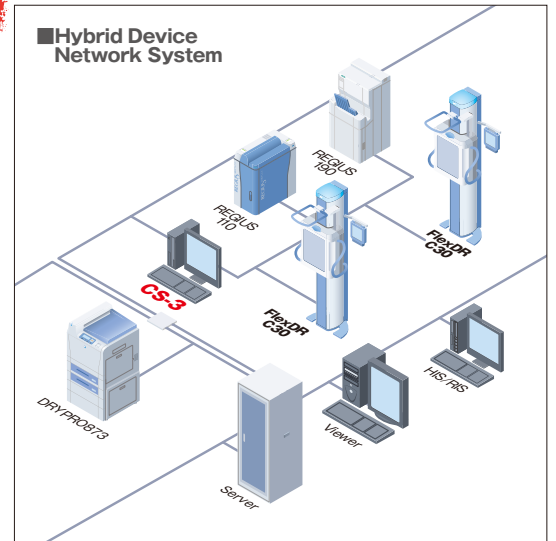 ■Hybrid Device
Network System
REGIUS
190
REGIUS
110
FlexDR
C30
CS-3
FlexDR
C30
HIS/RIS
DRYPRO873
Viewer
Server